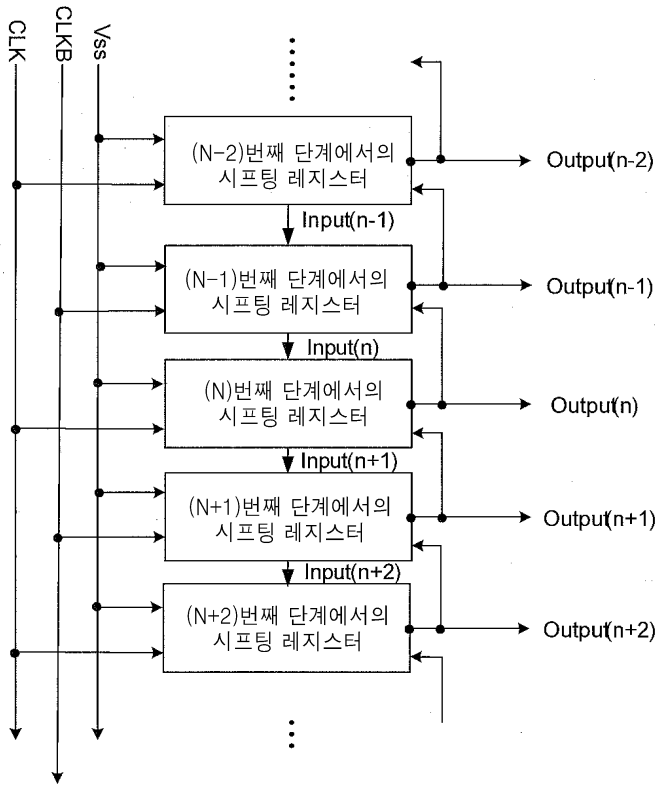 CLK
CLKB
Vss
(N-2)번째 단계에서의
시프팅 레지스터
Output(n-2)
Input(n-1)
(N-1)번째 단계에서의
시프팅 레지스터
Output(n-1)
Input(n)
(N)번째 단계에서의
시프팅 레지스터
Output(n)
Input(n+1)
(N+1)번째 단계에서의
시프팅 레지스터
Output(n+1)
Input(n+2)
(N+2)번째 단계에서의
시프팅 레지스터
Output(n+2)